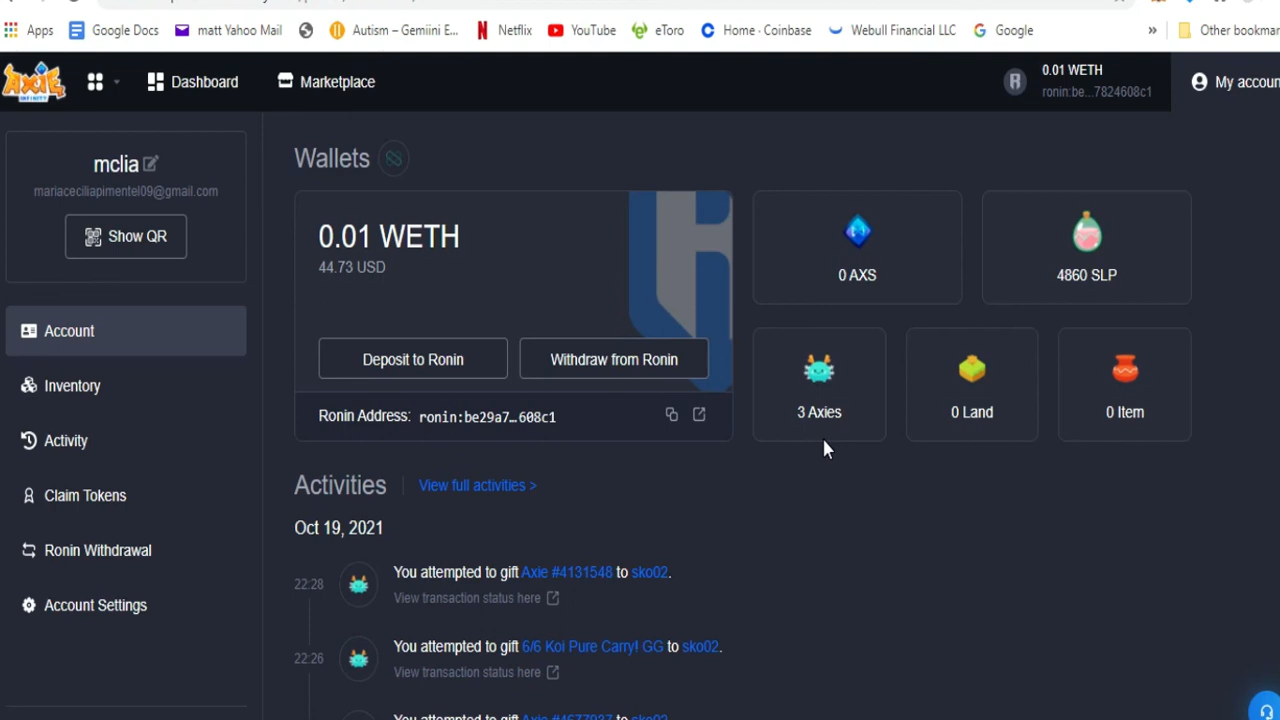 Apps
Google Docs
matt Yahoo Mail
Autism – Gemiini E...
Netflix
YouTube
eToro
Home · Coinbase
Webull Financial LLC
Google
»
Other bookmar
AXIE
INFINITY
Dashboard
Marketplace
0.01 WETH
ronin:be...7824608c1
My accoun
mclia
mariaceciliapimentel09@gmail.com
Show QR
Account
Inventory
Activity
Claim Tokens
Ronin Withdrawal
Account Settings
Wallets
0.01 WETH
44.73 USD
Deposit to Ronin
Withdraw from Ronin
Ronin Address: ronin:be29a7…608c1
0 AXS
4860 SLP
3 Axies
0 Land
0 Item
Activities
View full activities >
Oct 19, 2021
22:28
You attempted to gift Axie #4131548 to sko02.
View transaction status here
22:26
You attempted to gift 6/6 Koi Pure Carry! GG to sko02.
View transaction status here